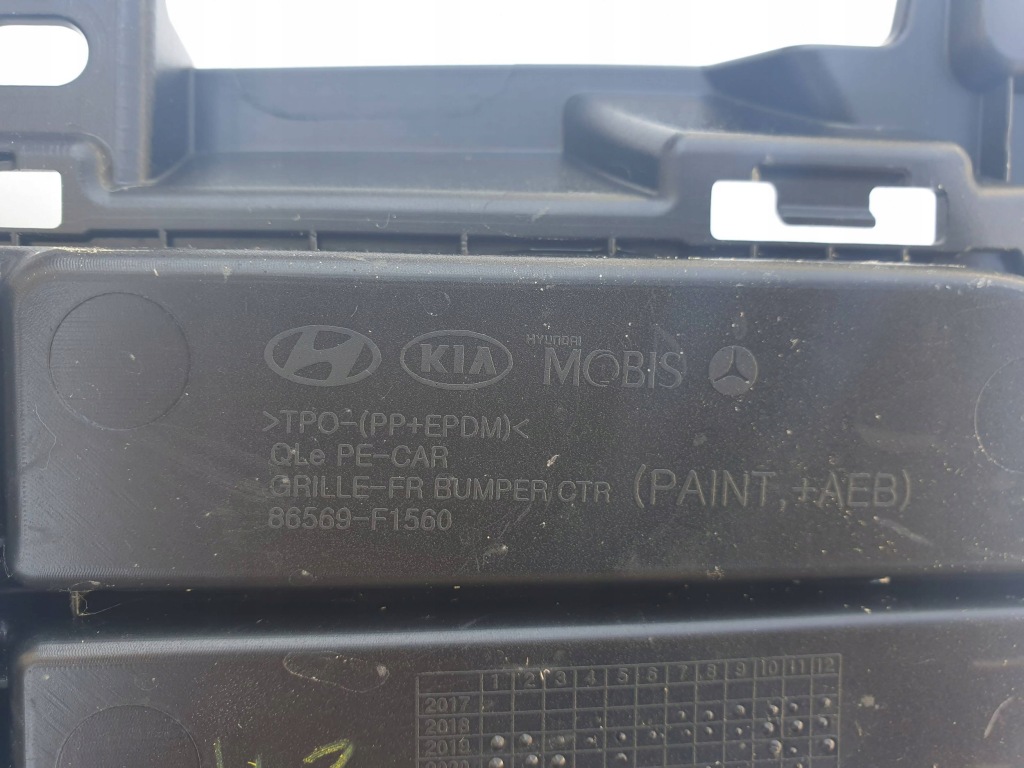 KIA
HYUNDAI
MOBIS
>TPO-(PP+EPDM)<
QLe PE-CAR
GRILLE-FR BUMPER CTR (PAINT,+AEB)
86569-F1560
1 2 3 4 5 6 7 8 9 10 11 12
2017
2018
2019
2020